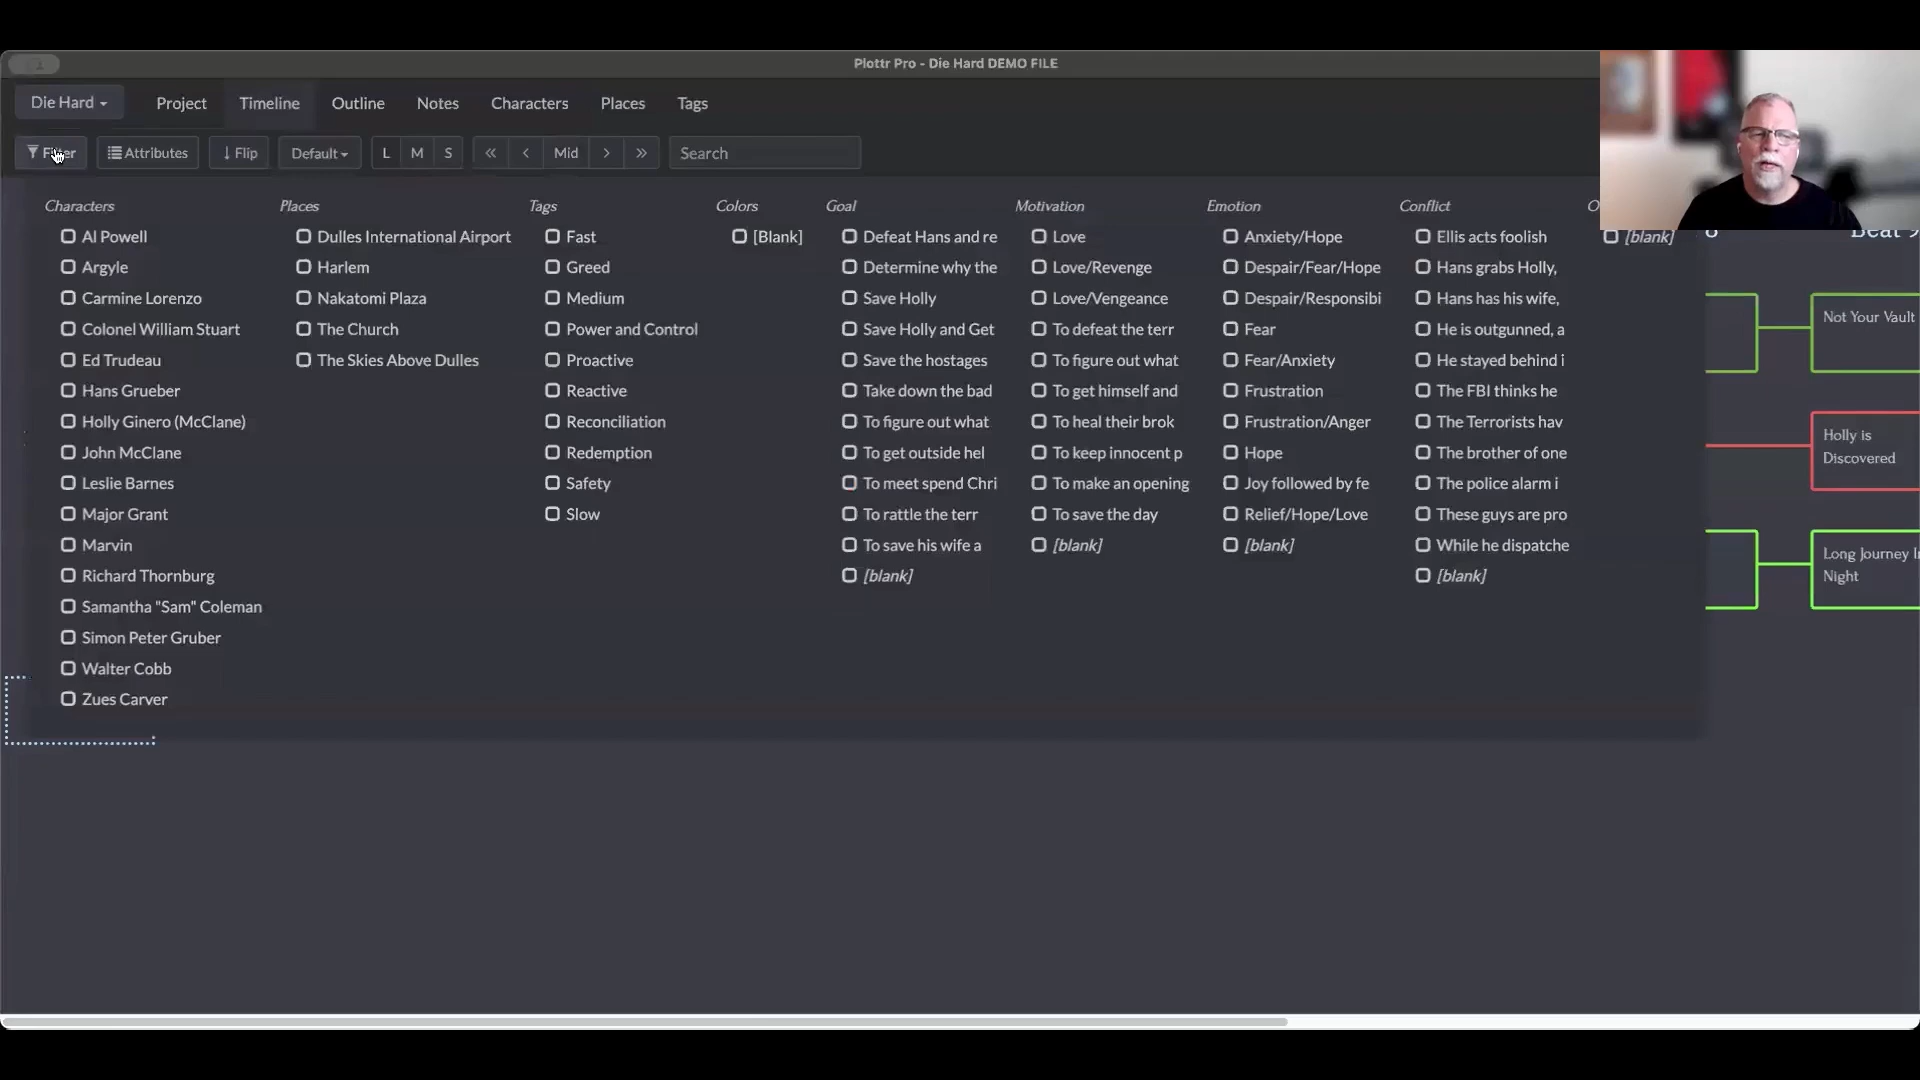 Plottr Pro - Die Hard DEMO FILE
Die Hard
Project
Timeline
Outline
Notes
Characters
Places
Tags
Filter
Attributes
Flip
Default
L
M
S
Mid
Search
Characters
Al Powell
Argyle
Carmine Lorenzo
Colonel William Stuart
Ed Trudeau
Hans Grueber
Holly Ginero (McClane)
John McClane
Leslie Barnes
Major Grant
Marvin
Richard Thornburg
Samantha "Sam" Coleman
Simon Peter Gruber
Walter Cobb
Zues Carver
Places
Dulles International Airport
Harlem
Nakatomi Plaza
The Church
The Skies Above Dulles
Tags
Fast
Greed
Medium
Power and Control
Proactive
Reactive
Reconciliation
Redemption
Safety
Slow
Colors
[Blank]
Goal
Defeat Hans and re
Determine why the
Save Holly
Save Holly and Get
Save the hostages
Take down the bad
To figure out what
To get outside hel
To meet spend Chri
To rattle the terr
To save his wife a
[blank]
Motivation
Love
Love/Revenge
Love/Vengeance
To defeat the terr
To figure out what
To get himself and
To heal their brok
To keep innocent p
To make an opening
To save the day
[blank]
Emotion
Anxiety/Hope
Despair/Fear/Hope
Despair/Responsibi
Fear
Fear/Anxiety
Frustration
Frustration/Anger
Hope
Joy followed by fe
Relief/Hope/Love
[blank]
Conflict
Ellis acts foolish
Hans grabs Holly,
Hans has his wife,
He is outgunned, a
He stayed behind i
The FBI thinks he
The Terrorists hav
The brother of one
The police alarm i
These guys are pro
While he dispatche
[blank]
O
[blank]
8
Beat 9
Not Your Vault
Holly is
Discovered
Long Journey In
Night